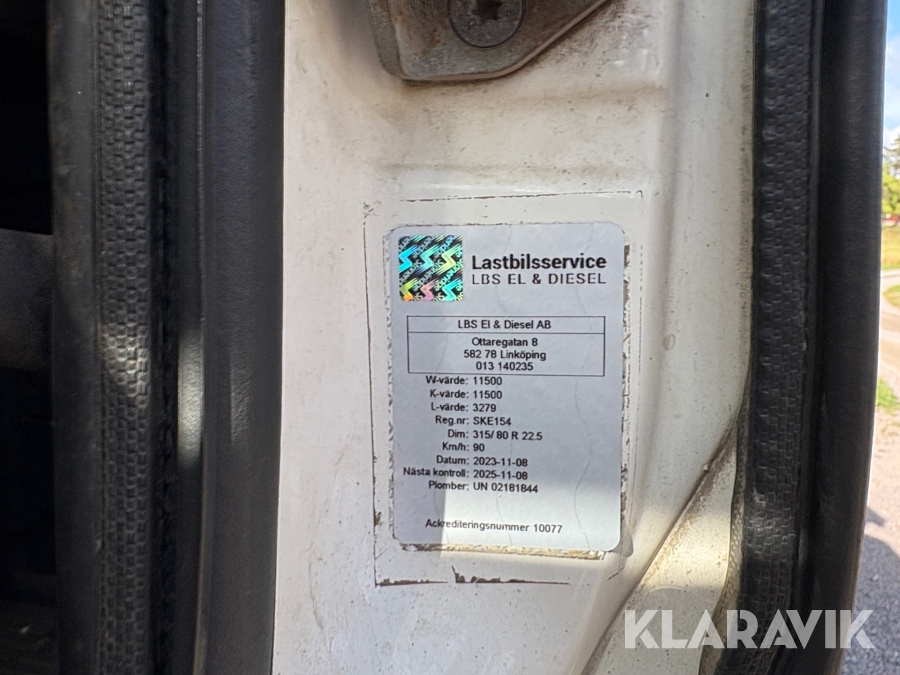 Lastbilsservice
LBS EL & DIESEL
LBS El & Diesel AB
Ottaregatan 8
582 78 Linköping
013 140235
W-värde: 11500
K-värde: 11500
L-värde: 3279
Reg.nr: SKE154
Dim: 315/ 80 R 22.5
Km/h: 90
Datum: 2023-11-08
Nästa kontroll: 2025-11-08
Plomber: UN 02181844
Ackrediteringsnummer 10077
KLARAVIK